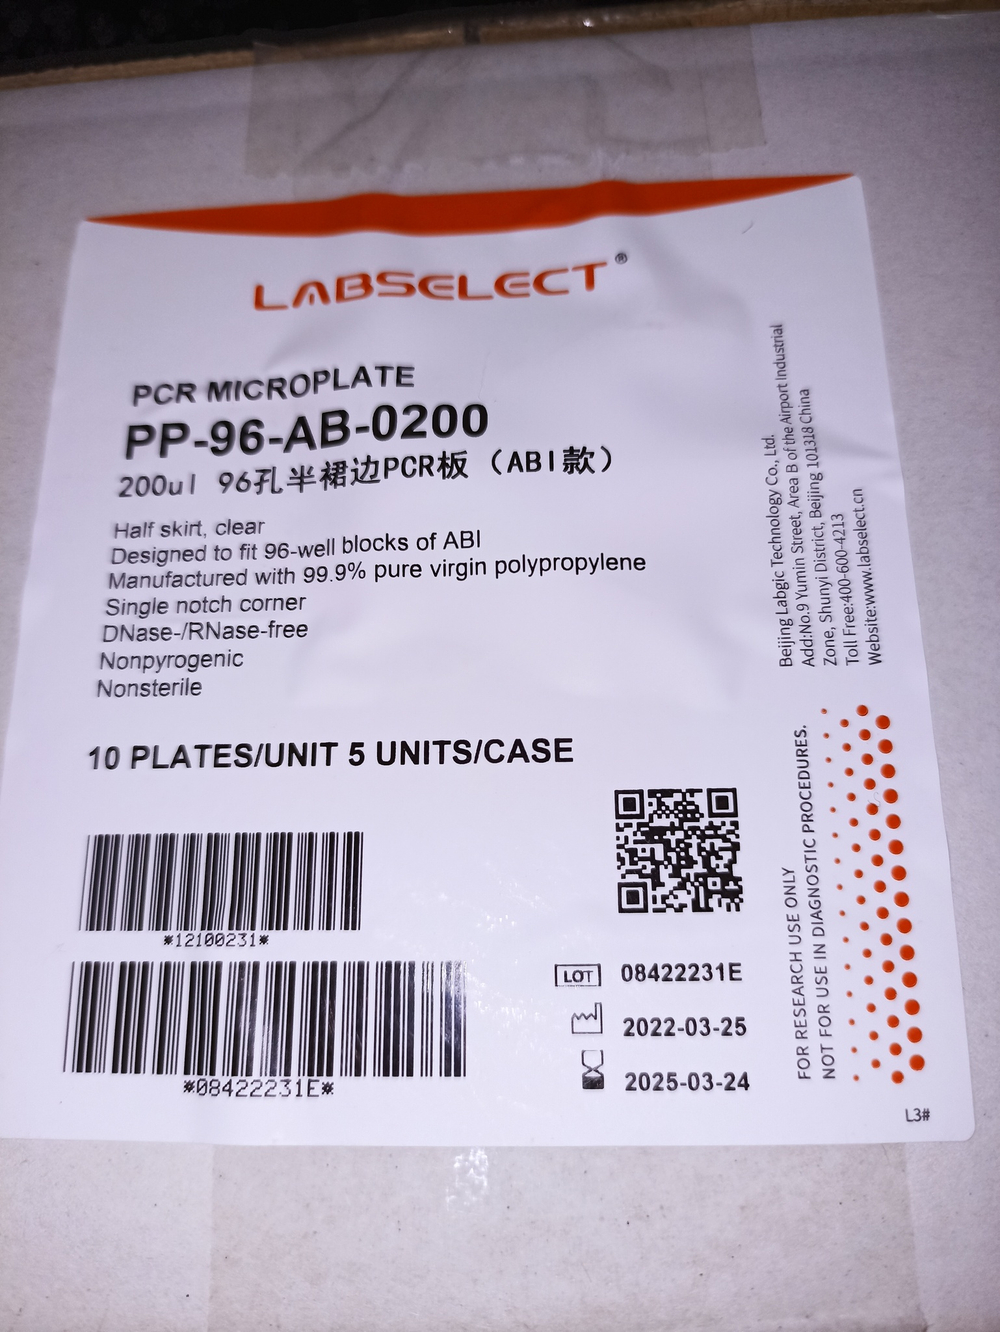 LABSELECT®
PCR MICROPLATE
PP-96-AB-0200
200ul 96孔半裙边PCR板（ABI款）
Half skirt, clear
Designed to fit 96-well blocks of ABI
Manufactured with 99.9% pure virgin polypropylene
Single notch corner
DNase-/RNase-free
Nonpyrogenic
Nonsterile
10 PLATES/UNIT 5 UNITS/CASE
*12100231*
*08422231E*
LOT 08422231E
2022-03-25
2025-03-24
Beijing Labgic Technology Co., Ltd.
Add:No.9 Yumin Street, Area B of the Airport Industrial
Zone, Shunyi District, Beijing 101318 China
Toll Free:400-600-4213
Website:www.labselect.cn
FOR RESEARCH USE ONLY
NOT FOR USE IN DIAGNOSTIC PROCEDURES.
L3#